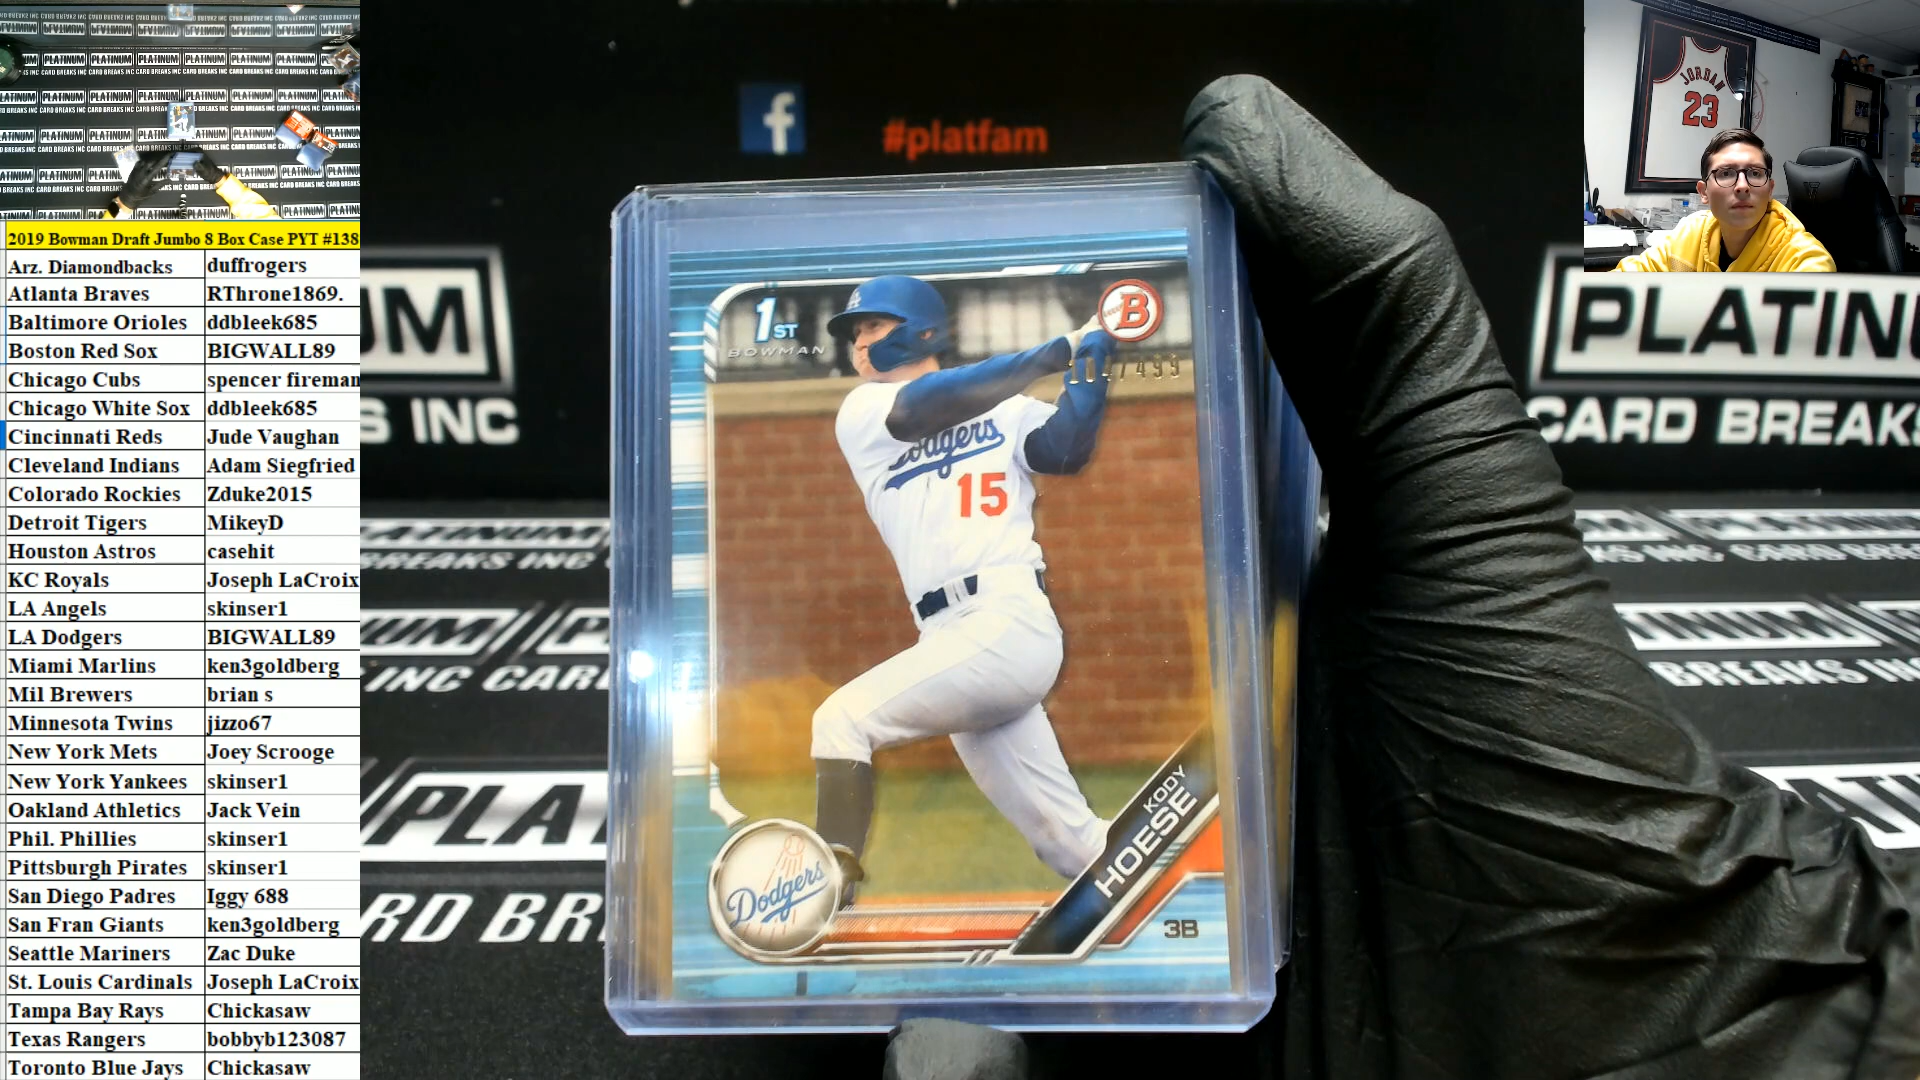 2019 Bowman Draft Jumbo 8 Box Case PYT #138
Arz. Diamondbacks duffrogers
Atlanta Braves RThrone1869.
Baltimore Orioles ddbleek685
Boston Red Sox BIGWALL89
Chicago Cubs spencer fireman
Chicago White Sox ddbleek685
Cincinnati Reds Jude Vaughan
Cleveland Indians Adam Siegfried
Colorado Rockies Zduke2015
Detroit Tigers MikeyD
Houston Astros casehit
KC Royals Joseph LaCroix
LA Angels skinser1
LA Dodgers BIGWALL89
Miami Marlins ken3goldberg
Mil Brewers brian s
Minnesota Twins jizzo67
New York Mets Joey Scrooge
New York Yankees skinser1
Oakland Athletics Jack Vein
Phil. Phillies skinser1
Pittsburgh Pirates skinser1
San Diego Padres Iggy 688
San Fran Giants ken3goldberg
Seattle Mariners Zac Duke
St. Louis Cardinals Joseph LaCroix
Tampa Bay Rays Chickasaw
Texas Rangers bobbyb123087
Toronto Blue Jays Chickasaw
f #platfam
1ST
BOWMAN
B
/499
Dodgers
15
KODY
HOESE
Dodgers
3B
JORDAN
23
PLATINU
CARD BREAKS
PLATINUM
CARD BREAKS INC